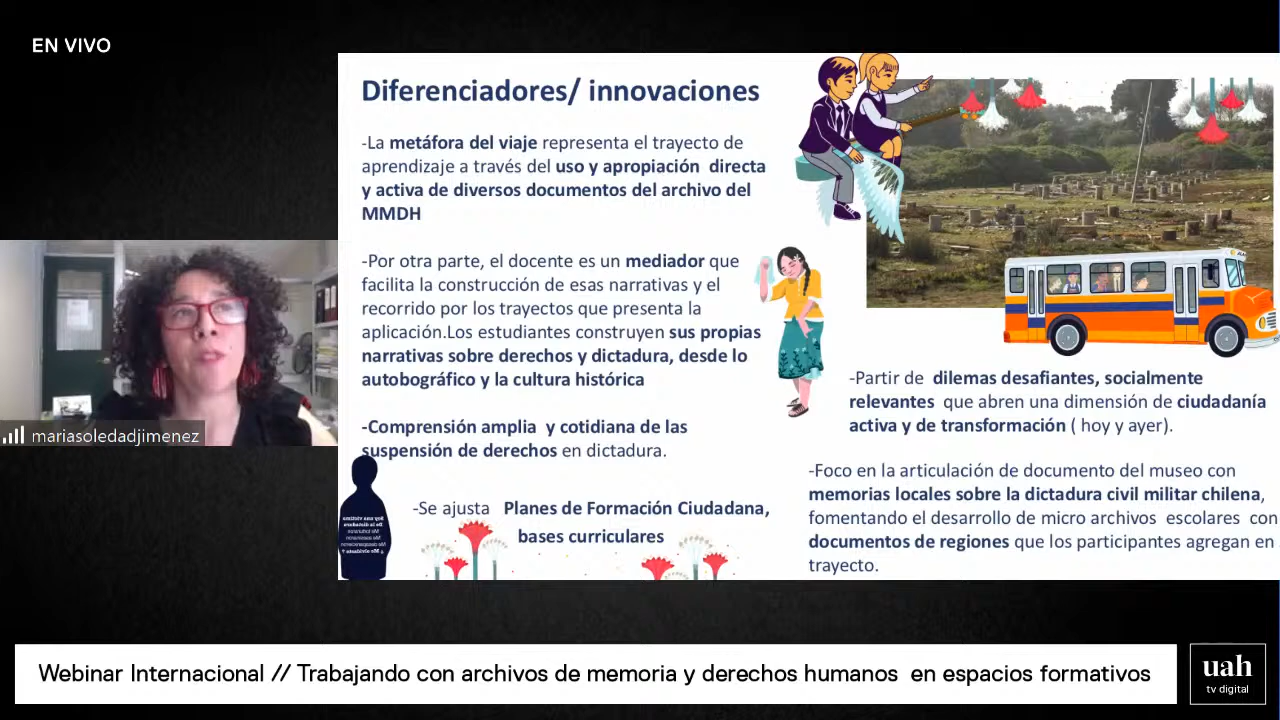 EN VIVO
Diferenciadores/ innovaciones
-La metáfora del viaje representa el trayecto de
aprendizaje a través del uso y apropiación directa
y activa de diversos documentos del archivo del
MMDH
-Por otra parte, el docente es un mediador que
facilita la construcción de esas narrativas y el
recorrido por los trayectos que presenta la
aplicación.Los estudiantes construyen sus propias
narrativas sobre derechos y dictadura, desde lo
autobográfico y la cultura histórica
-Comprensión amplia y cotidiana de las
suspensión de derechos en dictadura.
-Se ajusta Planes de Formación Ciudadana,
bases curriculares
-Partir de dilemas desafiantes, socialmente
relevantes que abren una dimensión de ciudadanía
activa y de transformación ( hoy y ayer).
-Foco en la articulación de documento del museo con
memorias locales sobre la dictadura civil militar chilena,
fomentando el desarrollo de micro archivos escolares con
documentos de regiones que los participantes agregan en
trayecto.
mariasoledadjimenez
Webinar Internacional // Trabajando con archivos de memoria y derechos humanos en espacios formativos
uah
tv digital